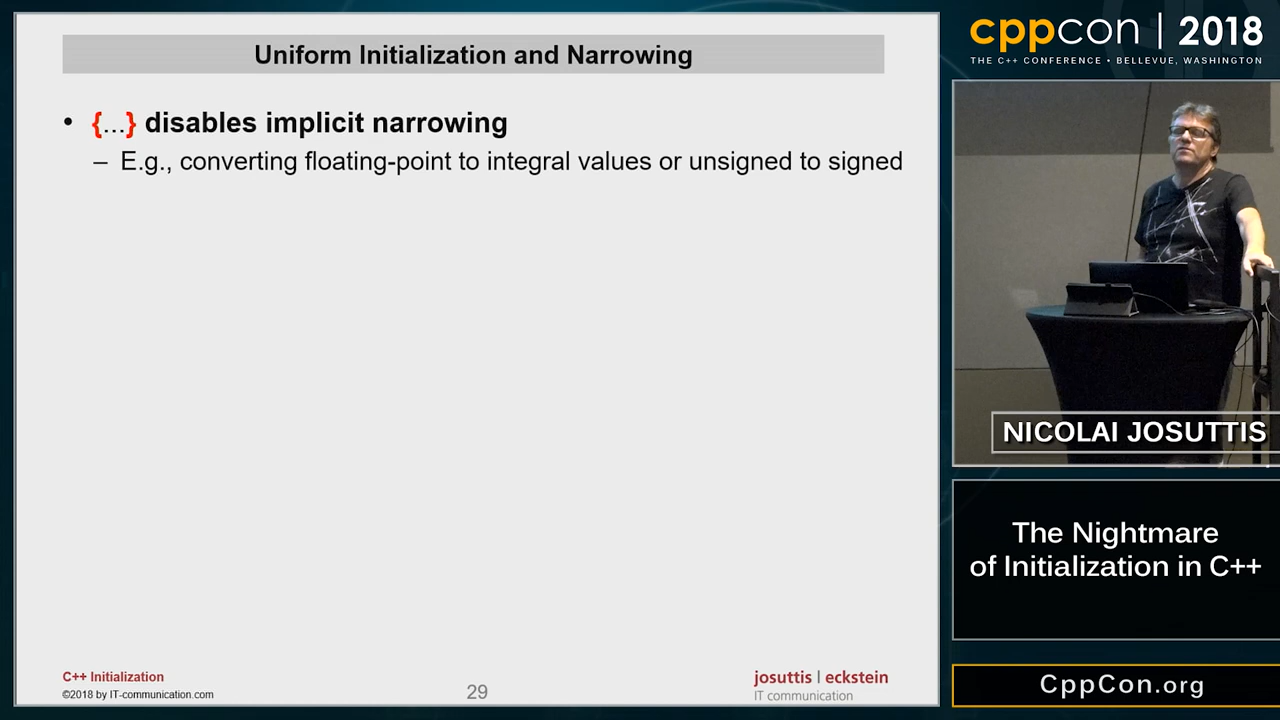 Uniform Initialization and Narrowing
• {...} disables implicit narrowing
– E.g., converting floating-point to integral values or unsigned to signed
C++ Initialization
©2018 by IT-communication.com
29
josuttis | eckstein
IT communication
cppcon | 2018
THE C++ CONFERENCE • BELLEVUE, WASHINGTON
NICOLAI JOSUTTIS
The Nightmare
of Initialization in C++
CppCon.org